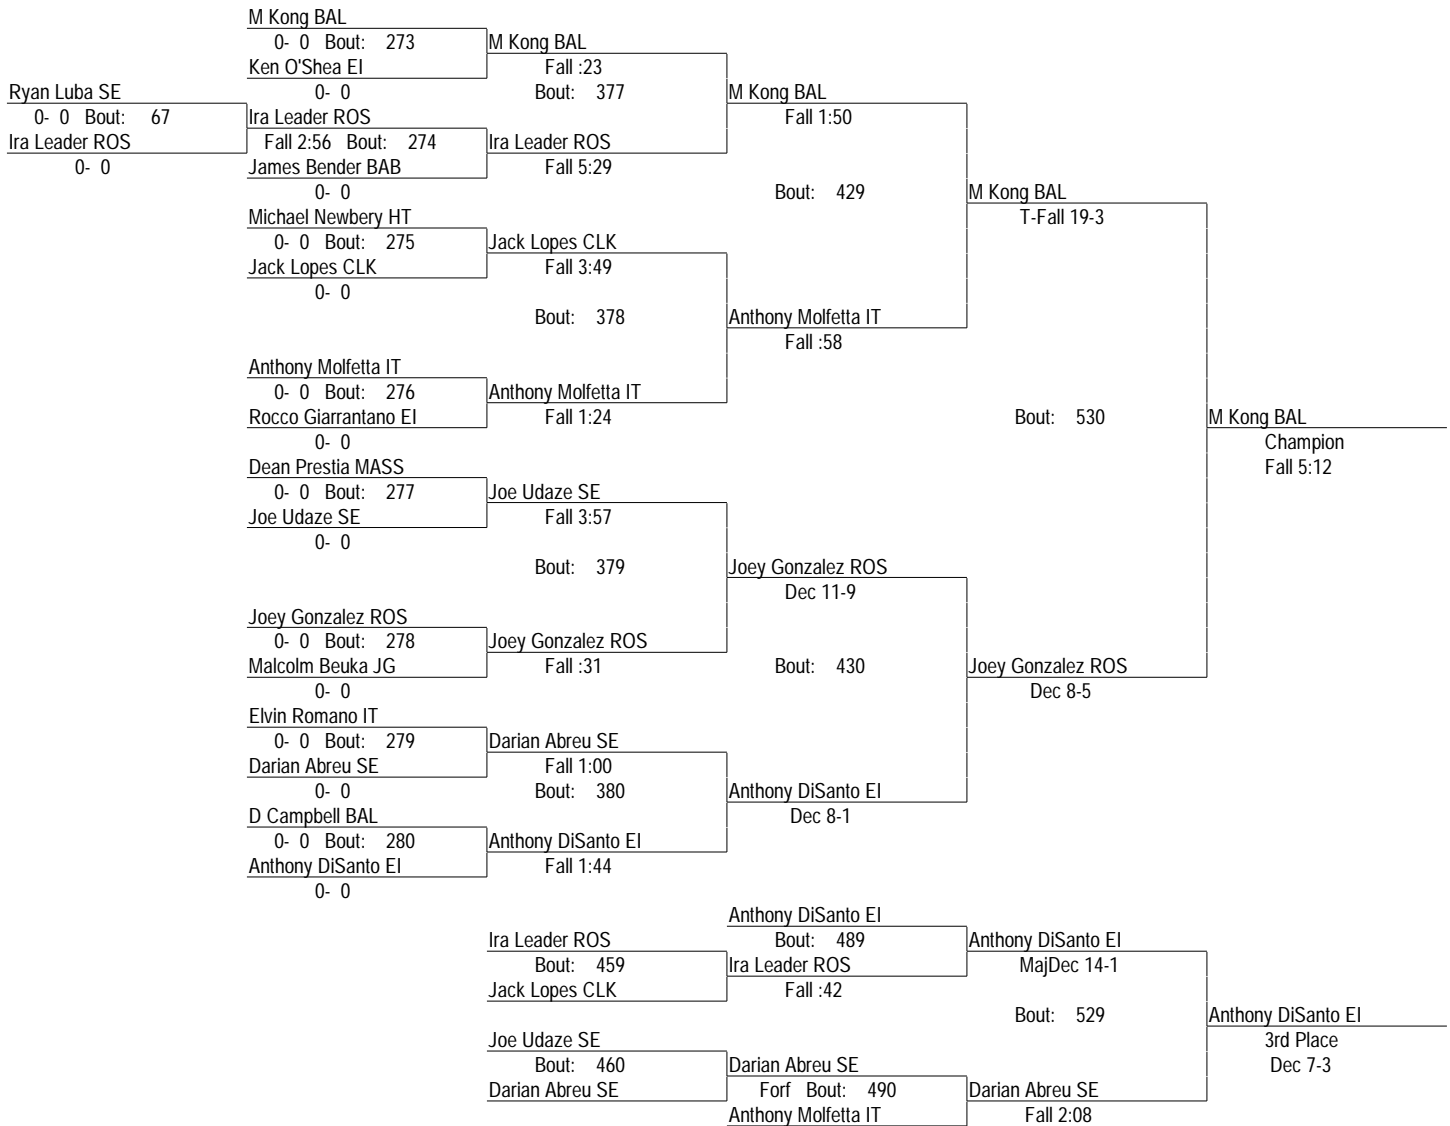 M Kong BAL
0- 0 Bout: 273
Ken O'Shea EI
0- 0
Ryan Luba SE
0- 0 Bout: 67
Ira Leader ROS
0- 0
Ira Leader ROS
Fall 2:56 Bout: 274
James Bender BAB
0- 0
Michael Newbery HT
0- 0 Bout: 275
Jack Lopes CLK
0- 0
Anthony Molfetta IT
0- 0 Bout: 276
Rocco Giarrantano EI
0- 0
Dean Prestia MASS
0- 0 Bout: 277
Joe Udaze SE
0- 0
Joey Gonzalez ROS
0- 0 Bout: 278
Malcolm Beuka JG
0- 0
Elvin Romano IT
0- 0 Bout: 279
Darian Abreu SE
0- 0
D Campbell BAL
0- 0 Bout: 280
Anthony DiSanto EI
0- 0
M Kong BAL
Fall :23
Bout: 377
Ira Leader ROS
Fall 5:29
Jack Lopes CLK
Fall 3:49
Bout: 378
Anthony Molfetta IT
Fall 1:24
Joe Udaze SE
Fall 3:57
Bout: 379
Joey Gonzalez ROS
Fall :31
Darian Abreu SE
Fall 1:00
Bout: 380
Anthony DiSanto EI
Fall 1:44
M Kong BAL
Fall 1:50
Bout: 429
Anthony Molfetta IT
Fall :58
Joey Gonzalez ROS
Dec 11-9
Bout: 430
Anthony DiSanto EI
Dec 8-1
M Kong BAL
T-Fall 19-3
Bout: 530
Joey Gonzalez ROS
Dec 8-5
M Kong BAL
Champion
Fall 5:12
Ira Leader ROS
Bout: 459
Jack Lopes CLK
Joe Udaze SE
Bout: 460
Darian Abreu SE
Anthony DiSanto EI
Bout: 489
Ira Leader ROS
Fall :42
Darian Abreu SE
Forf Bout: 490
Anthony Molfetta IT
Anthony DiSanto EI
MajDec 14-1
Bout: 529
Darian Abreu SE
Fall 2:08
Anthony DiSanto EI
3rd Place
Dec 7-3